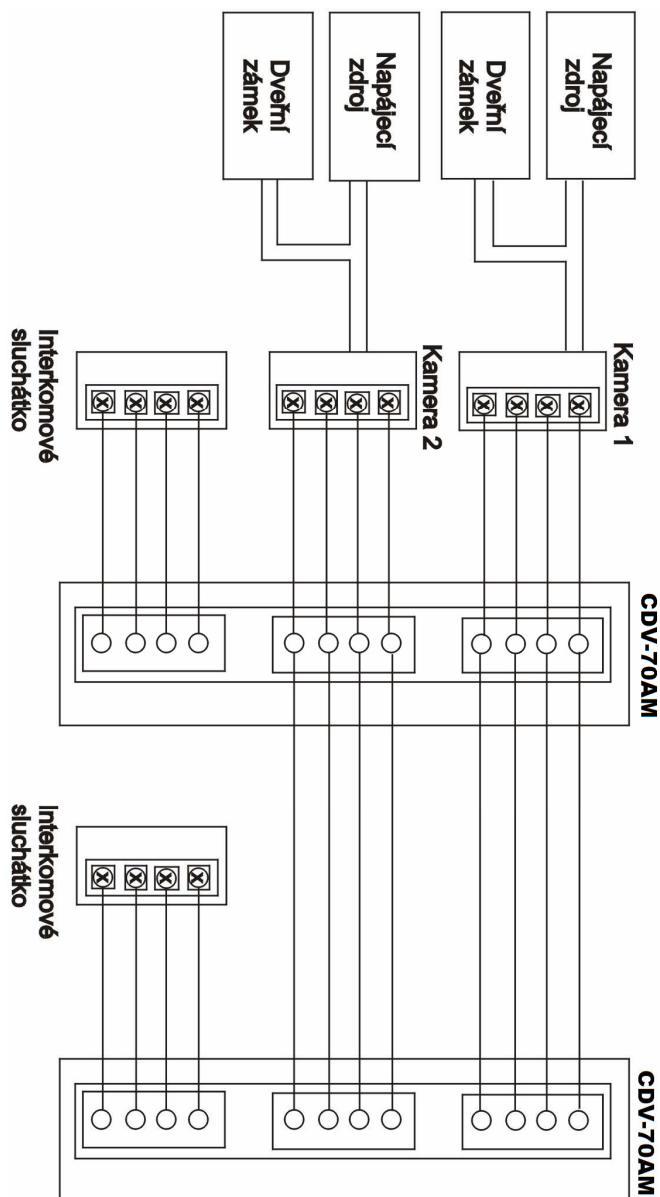 Dveřní
zámek
Napájecí
zdroj
Dveřní
zámek
Napájecí
zdroj
Interkomové
sluchátko
Kamera 2
Kamera 1
CDV-70AM
Interkomové
sluchátko
CDV-70AM